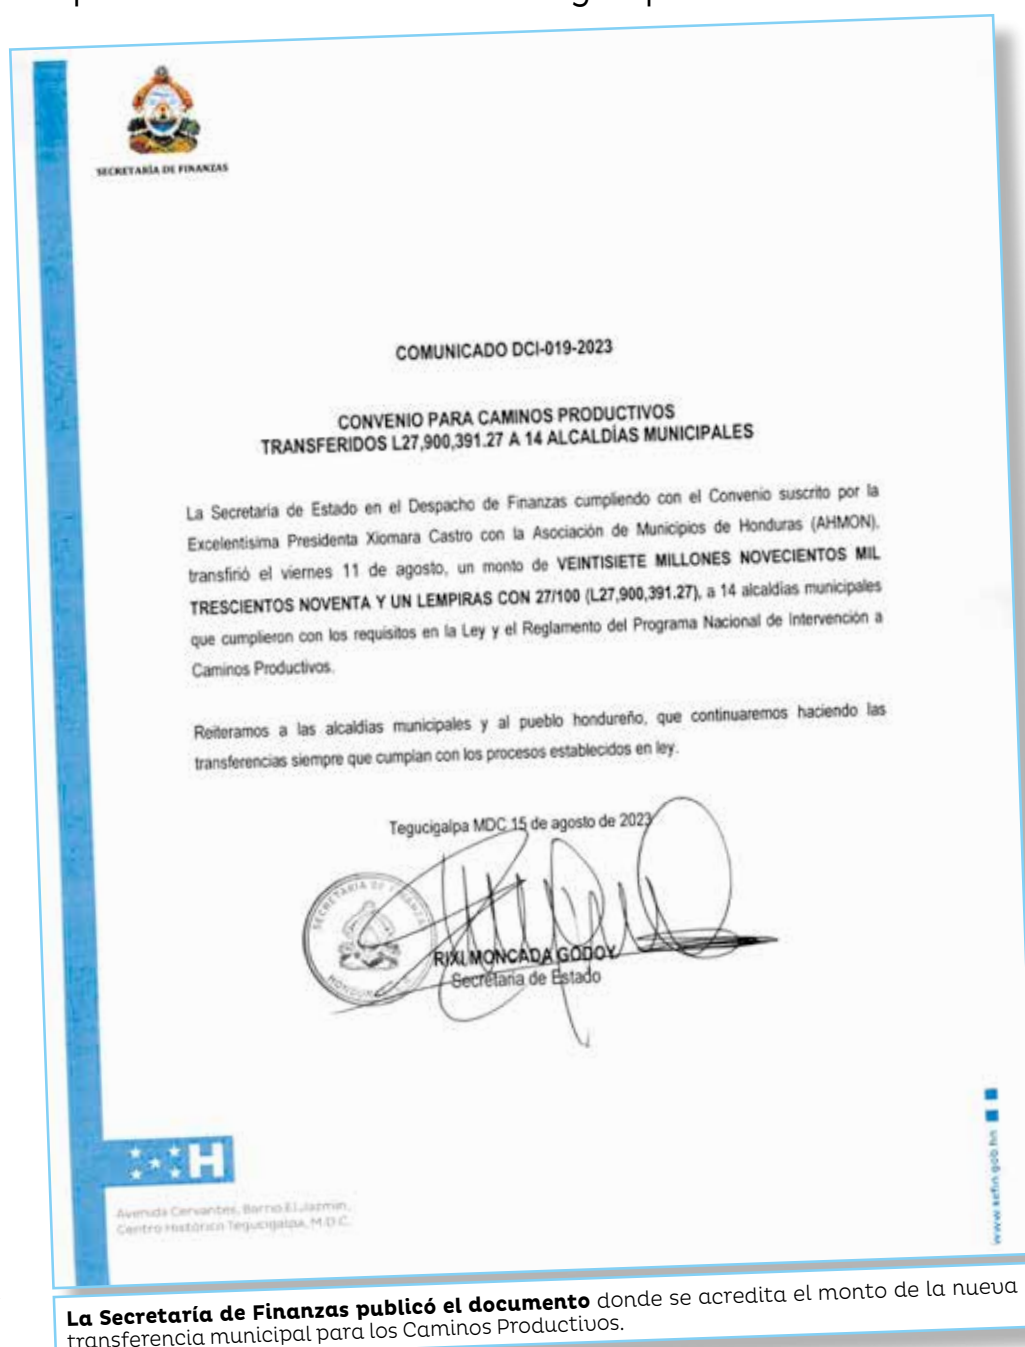 SECRETARÍA DE FINANZAS
COMUNICADO DCI-019-2023
CONVENIO PARA CAMINOS PRODUCTIVOS
TRANSFERIDOS L27,900,391.27 A 14 ALCALDÍAS MUNICIPALES
La Secretaría de Estado en el Despacho de Finanzas cumpliendo con el Convenio suscrito por la
Excelentísima Presidenta Xiomara Castro con la Asociación de Municipios de Honduras (AHMON),
transfirió el viernes 11 de agosto, un monto de VEINTISIETE MILLONES NOVECIENTOS MIL
TRESCIENTOS NOVENTA Y UN LEMPIRAS CON 27/100 (L27,900,391.27), a 14 alcaldías municipales
que cumplieron con los requisitos en la Ley y el Reglamento del Programa Nacional de Intervención a
Caminos Productivos.
Reiteramos a las alcaldías municipales y al pueblo hondureño, que continuaremos haciendo las
transferencias siempre que cumplan con los procesos establecidos en ley.
Tegucigalpa MDC 15 de agosto de 2023
SECRETARIA DE FINANZAS
RIXI MONCADA GODOY
Secretaria de Estado
H
Avenida Cervantes, Barrio El Jazmín,
Centro Histórico Tegucigalpa, M.D.C.
www.sefin.gob.hn
La Secretaría de Finanzas publicó el documento donde se acredita el monto de la nueva
transferencia municipal para los Caminos Productivos.